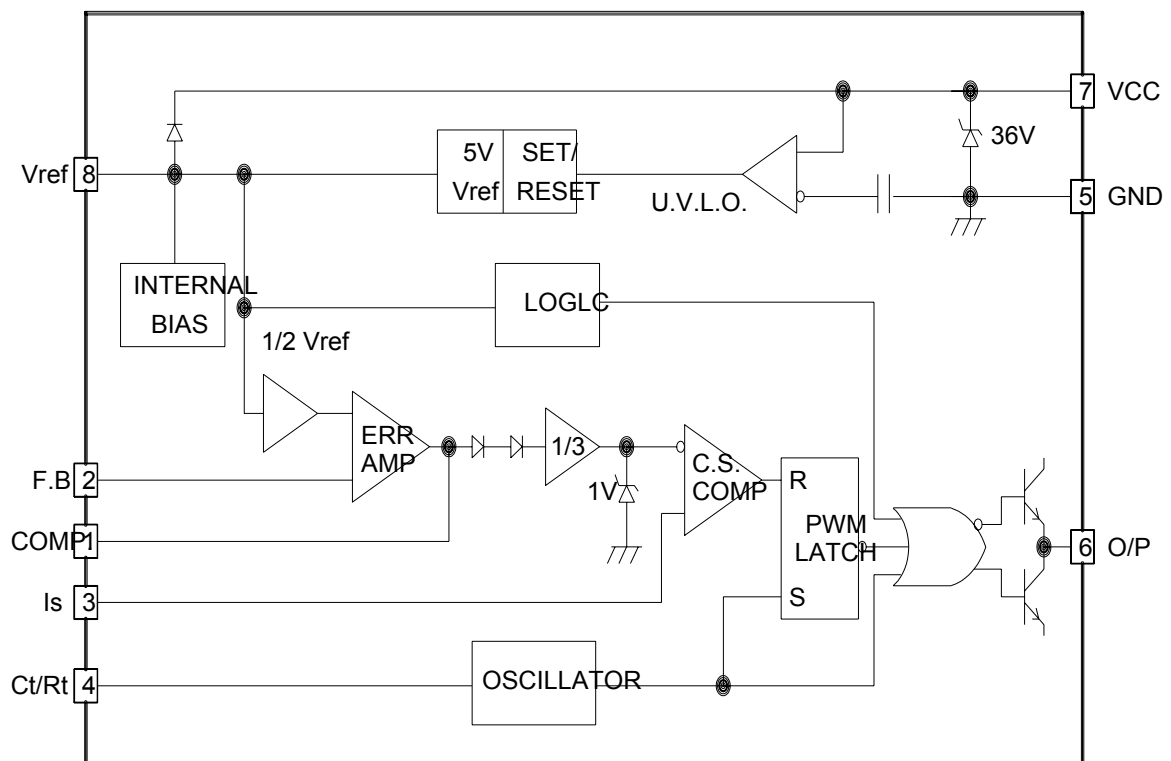 7 VCC
5V SET/
36V
Vref 8
Vref RESET
U.V.L.O.
5 GND
INTERNAL
BIAS
LOGLC
1/2 Vref
ERR
AMP
1/3
C.S.
COMP
F.B 2
1V
R
PWM
LATCH
COMP 1
6 O/P
Is 3
S
Ct/Rt 4
OSCILLATOR